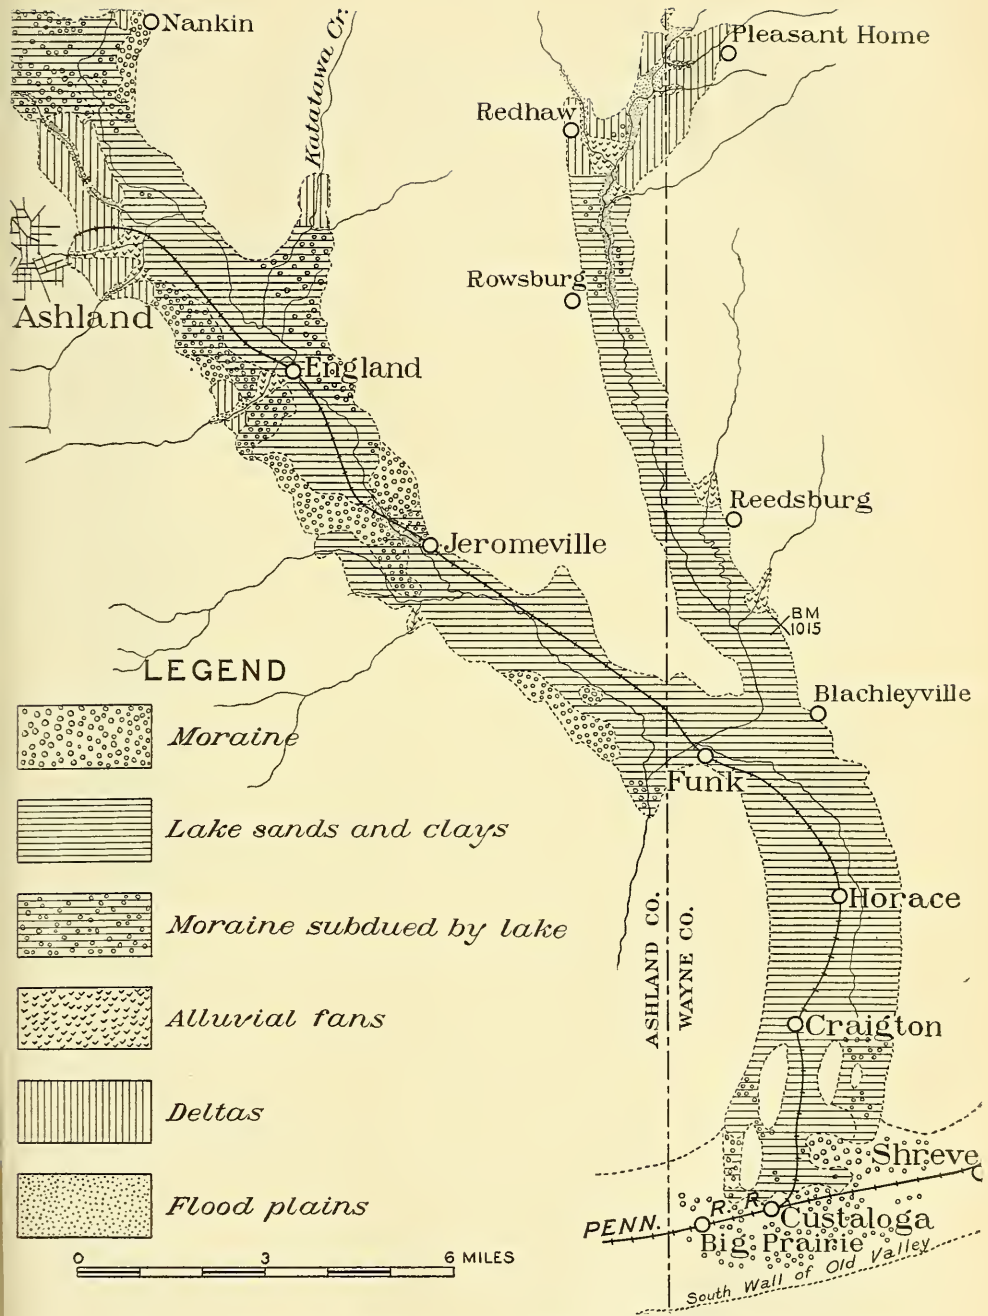 Nankin
Katatawa Cr.
Pleasant Home
Redhaw
Rowsburg
Ashland
England
Reedsburg
Jeromeville
BM
1015
LEGEND
Blachleyville
Moraine
Funk
Lake sands and clays
Horace
ASHLAND CO.
WAYNE CO.
Moraine subdued by lake
Alluvial fans
Craigton
Deltas
Shreve
Flood plains
PENN. R. R.
Custaloga
Big Prairie
0 3 6 MILES
South Wall of Old Valley